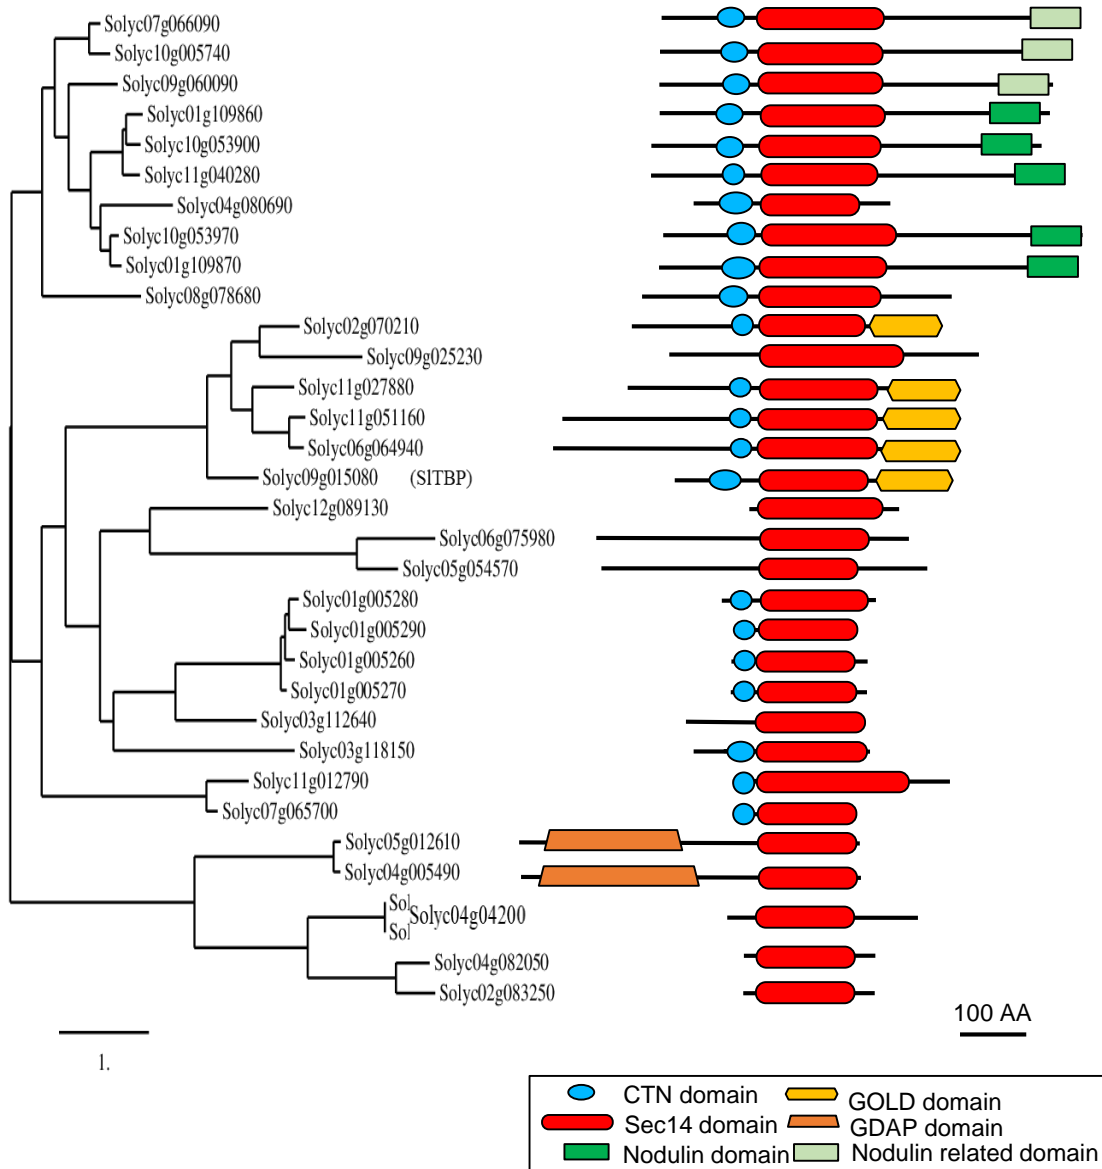 Solyc07g066090
Solyc10g005740
Solyc09g060090
Solyc01g109860
Solyc10g053900
Solyc11g040280
Solyc04g080690
Solyc10g053970
Solyc01g109870
Solyc08g078680
Solyc02g070210
Solyc09g025230
Solyc11g027880
Solyc11g051160
Solyc06g064940
Solyc09g015080 (SlTBP)
Solyc12g089130
Solyc06g075980
Solyc05g054570
Solyc01g005280
Solyc01g005290
Solyc01g005260
Solyc01g005270
Solyc03g112640
Solyc03g118150
Solyc11g012790
Solyc07g065700
Solyc05g012610
Solyc04g005490
Sol
Solyc04g04200
Sol
Solyc04g082050
Solyc02g083250
100 AA
1.
CTN domain
GOLD domain
Sec14 domain
GDAP domain
Nodulin domain
Nodulin related domain